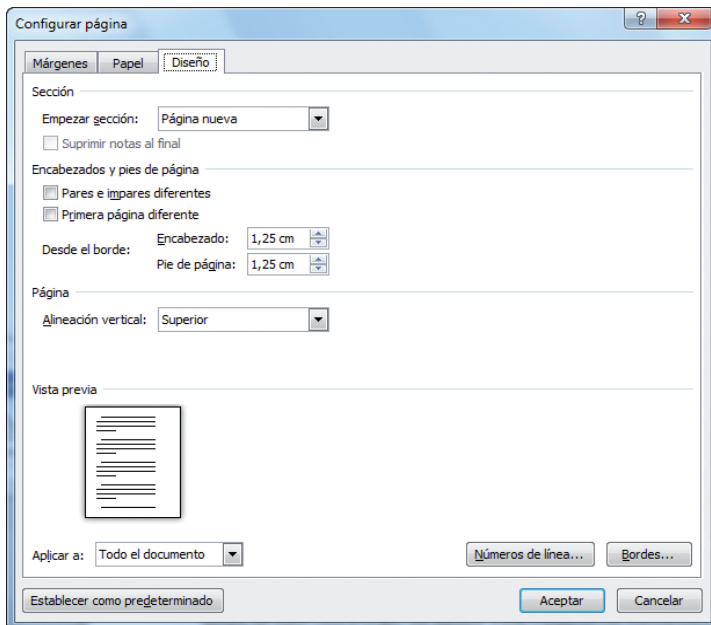 Configurar página
?
X
Márgenes Papel Diseño
Sección
Empezar sección: Página nueva
Suprimir notas al final
Encabezados y pies de página
Pares e impares diferentes
Primera página diferente
Desde el borde:
Encabezado: 1,25 cm
Pie de página: 1,25 cm
Página
Alineación vertical: Superior
Vista previa
Aplicar a: Todo el documento
Números de línea... Bordes...
Establecer como predeterminado Aceptar Cancelar